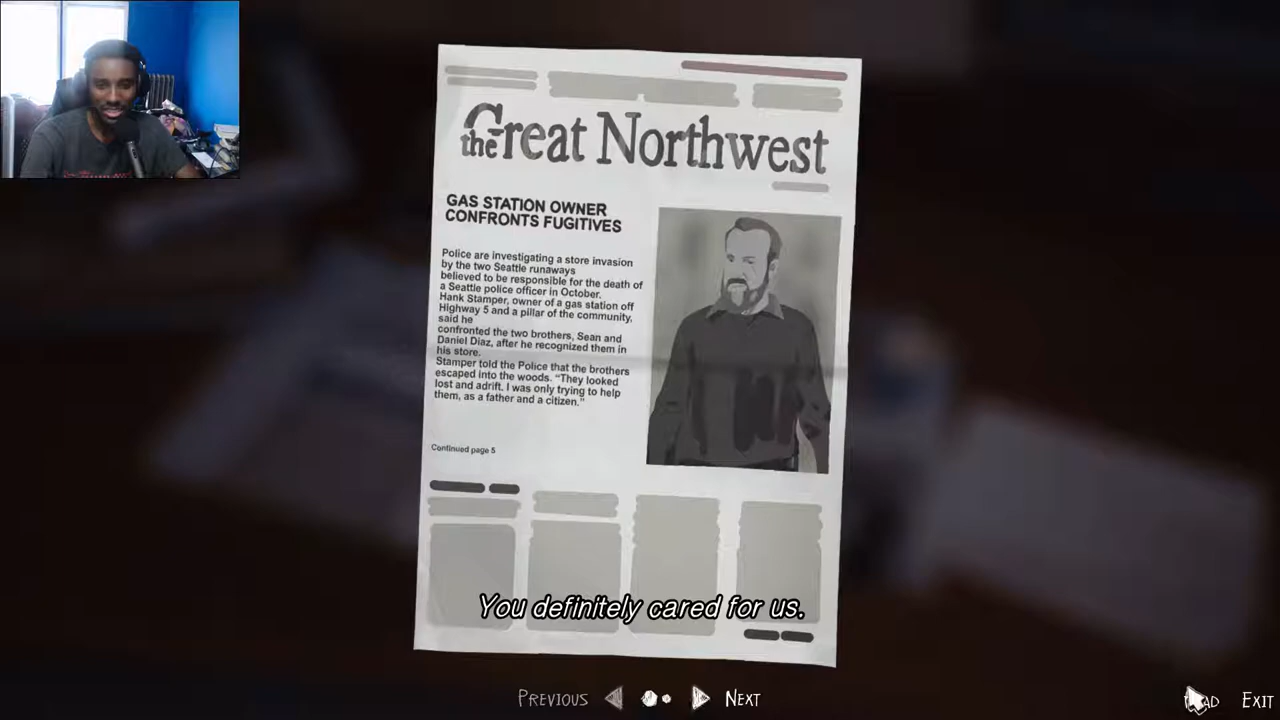 the Great Northwest
GAS STATION OWNER
CONFRONTS FUGITIVES
Police are investigating a store invasion
by the two Seattle runaways
believed to be responsible for the death of
a Seattle police officer in October.
Hank Stamper, owner of a gas station off
Highway 5 and a pillar of the community,
said he
confronted the two brothers, Sean and
Daniel Diaz, after he recognized them in
his store.
Stamper told the Police that the brothers
escaped into the woods. “They looked
lost and adrift. I was only trying to help
them, as a father and a citizen.”
Continued page 5
You definitely cared for us.
PREVIOUS NEXT
EXIT